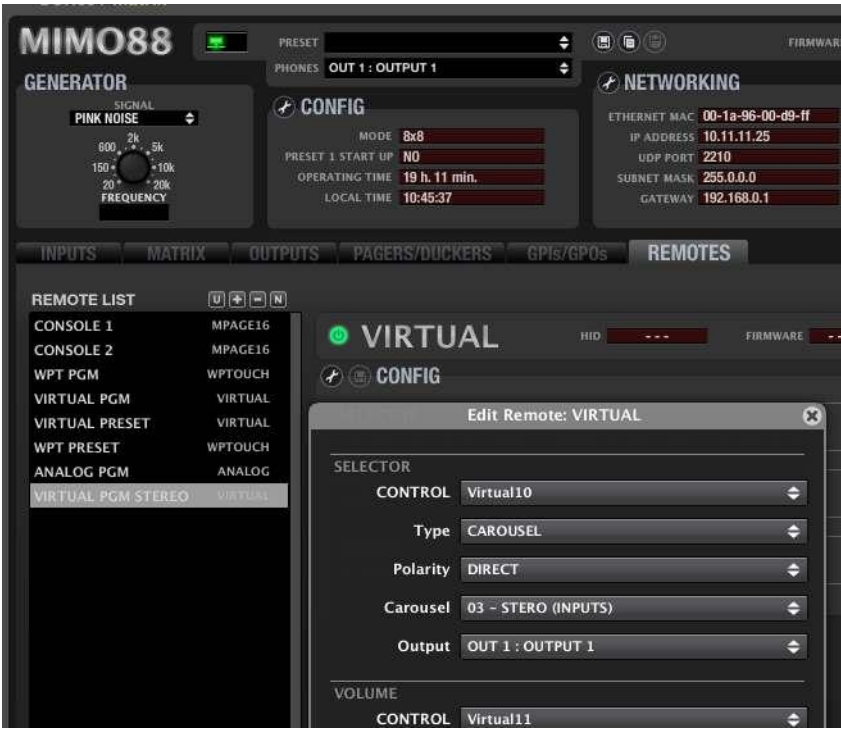 MIMO88
PRESET
FIRMWAR
PHONES OUT 1 : OUTPUT 1
GENERATOR
SIGNAL
PINK NOISE
2k
600 5k
150 10k
20 20k
FREQUENCY
CONFIG
MODE 8x8
PRESET 1 START UP NO
OPERATING TIME 19 h. 11 min.
LOCAL TIME 10:45:37
NETWORKING
ETHERNET MAC 00-1a-96-00-d9-ff
IP ADDRESS 10.11.11.25
UDP PORT 2210
SUBNET MASK 255.0.0.0
GATEWAY 192.168.0.1
INPUTS MATRIX OUTPUTS PAGERS/DUCKERS GPIs/GPOs REMOTES
REMOTE LIST U + - N
CONSOLE 1 MPAGE16
CONSOLE 2 MPAGE16
WPT PGM WPTOUCH
VIRTUAL PGM VIRTUAL
VIRTUAL PRESET VIRTUAL
WPT PRESET WPTOUCH
ANALOG PGM ANALOG
VIRTUAL PGM STEREO VIRTUAL
VIRTUAL HID --- FIRMWARE --
CONFIG
Edit Remote: VIRTUAL
SELECTOR
CONTROL Virtual10
Type CAROUSEL
Polarity DIRECT
Carousel 03 - STERO (INPUTS)
Output OUT 1 : OUTPUT 1
VOLUME
CONTROL Virtual11